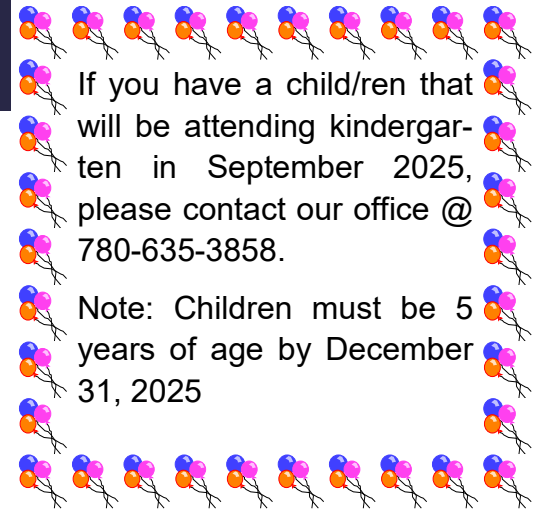 If you have a child/ren that
will be attending kindergar-
ten in September 2025,
please contact our office @
780-635-3858.
Note: Children must be 5
years of age by December
31, 2025